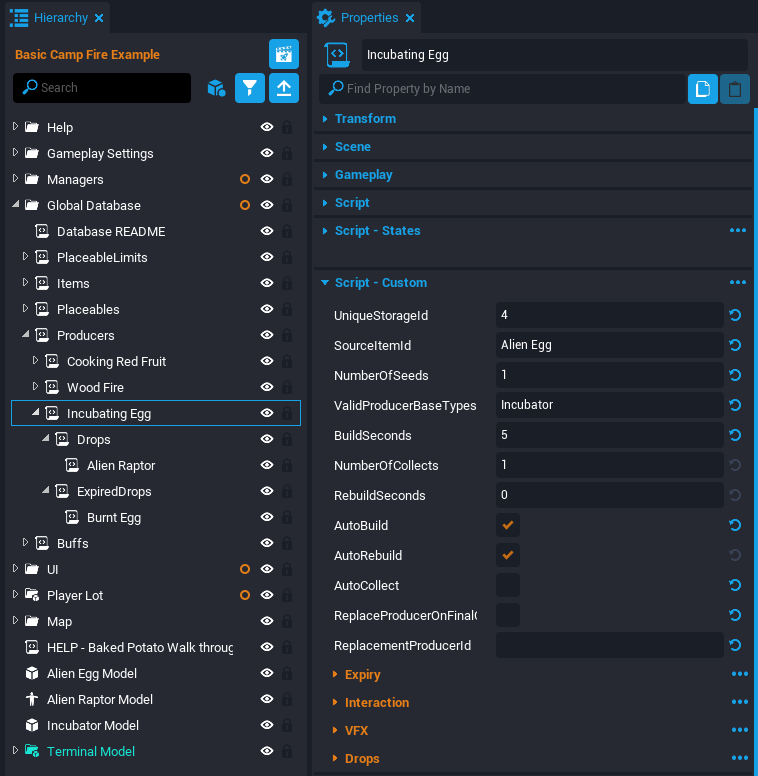 Hierarchy
Basic Camp Fire Example
Search
Help
Gameplay Settings
Managers
Global Database
Database README
PlaceableLimits
Items
Placeables
Producers
Cooking Red Fruit
Wood Fire
Incubating Egg
Drops
Alien Raptor
ExpiredDrops
Burnt Egg
Buffs
UI
Player Lot
Map
HELP - Baked Potato Walk throug
Alien Egg Model
Alien Raptor Model
Incubator Model
Terminal Model
Properties
Incubating Egg
Find Property by Name
Transform
Scene
Gameplay
Script
Script - States
Script - Custom
UniqueStorageId 4
SourceItemId Alien Egg
NumberOfSeeds 1
ValidProducerBaseTypes Incubator
BuildSeconds 5
NumberOfCollects 1
RebuildSeconds 0
AutoBuild
AutoRebuild
AutoCollect
ReplaceProducerOnFinalC
ReplacementProducerId
Expiry
Interaction
VFX
Drops